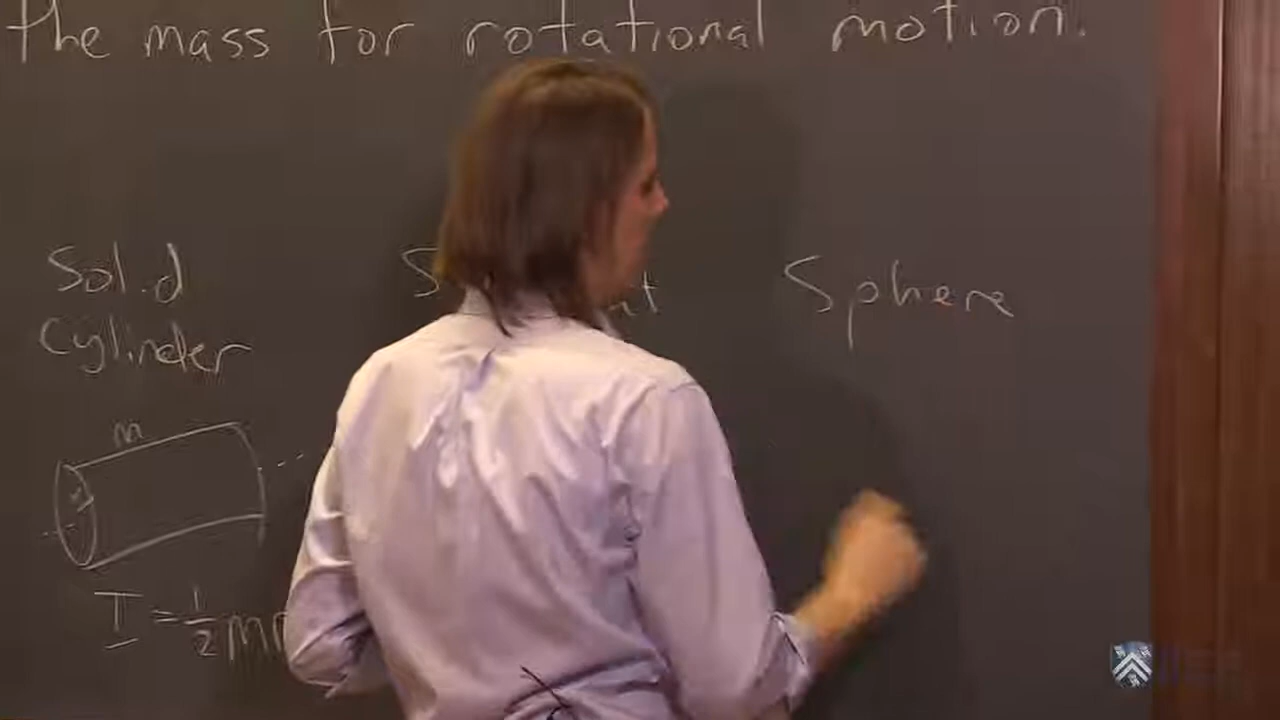 the mass for rotational motion.
Solid
Cylinder
Sphere
m
r
I = 1/2 m